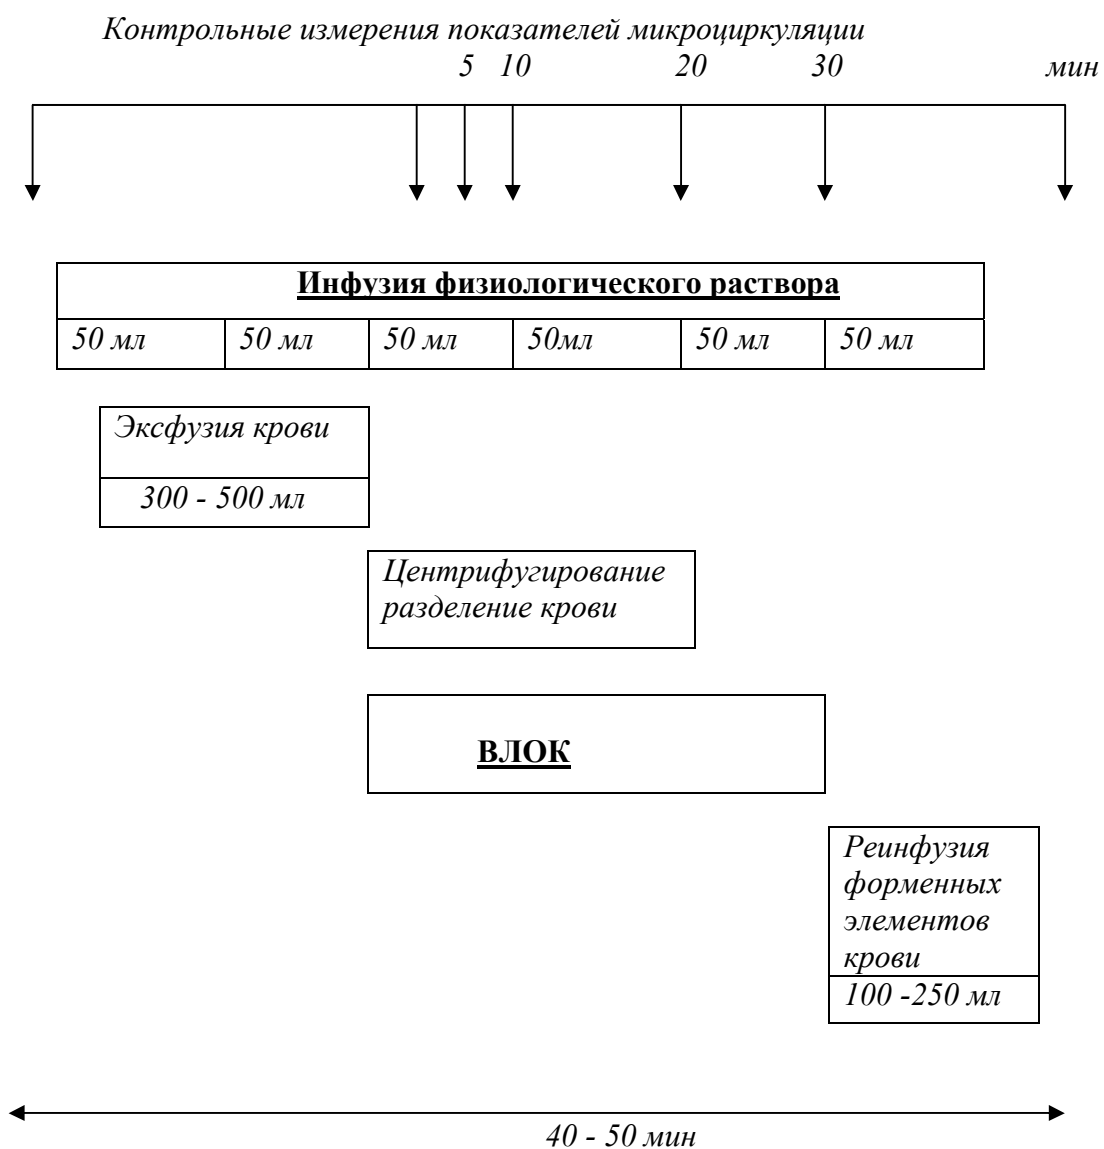 Контрольные измерения показателей микроциркуляции
5 10 20 30 мин
Инфузия физиологического раствора
50 мл 50 мл 50 мл 50мл 50 мл 50 мл
Эксфузия крови
300 - 500 мл
Центрифугирование
разделение крови
ВЛОК
Реинфузия
форменных
элементов
крови
100 -250 мл
40 - 50 мин